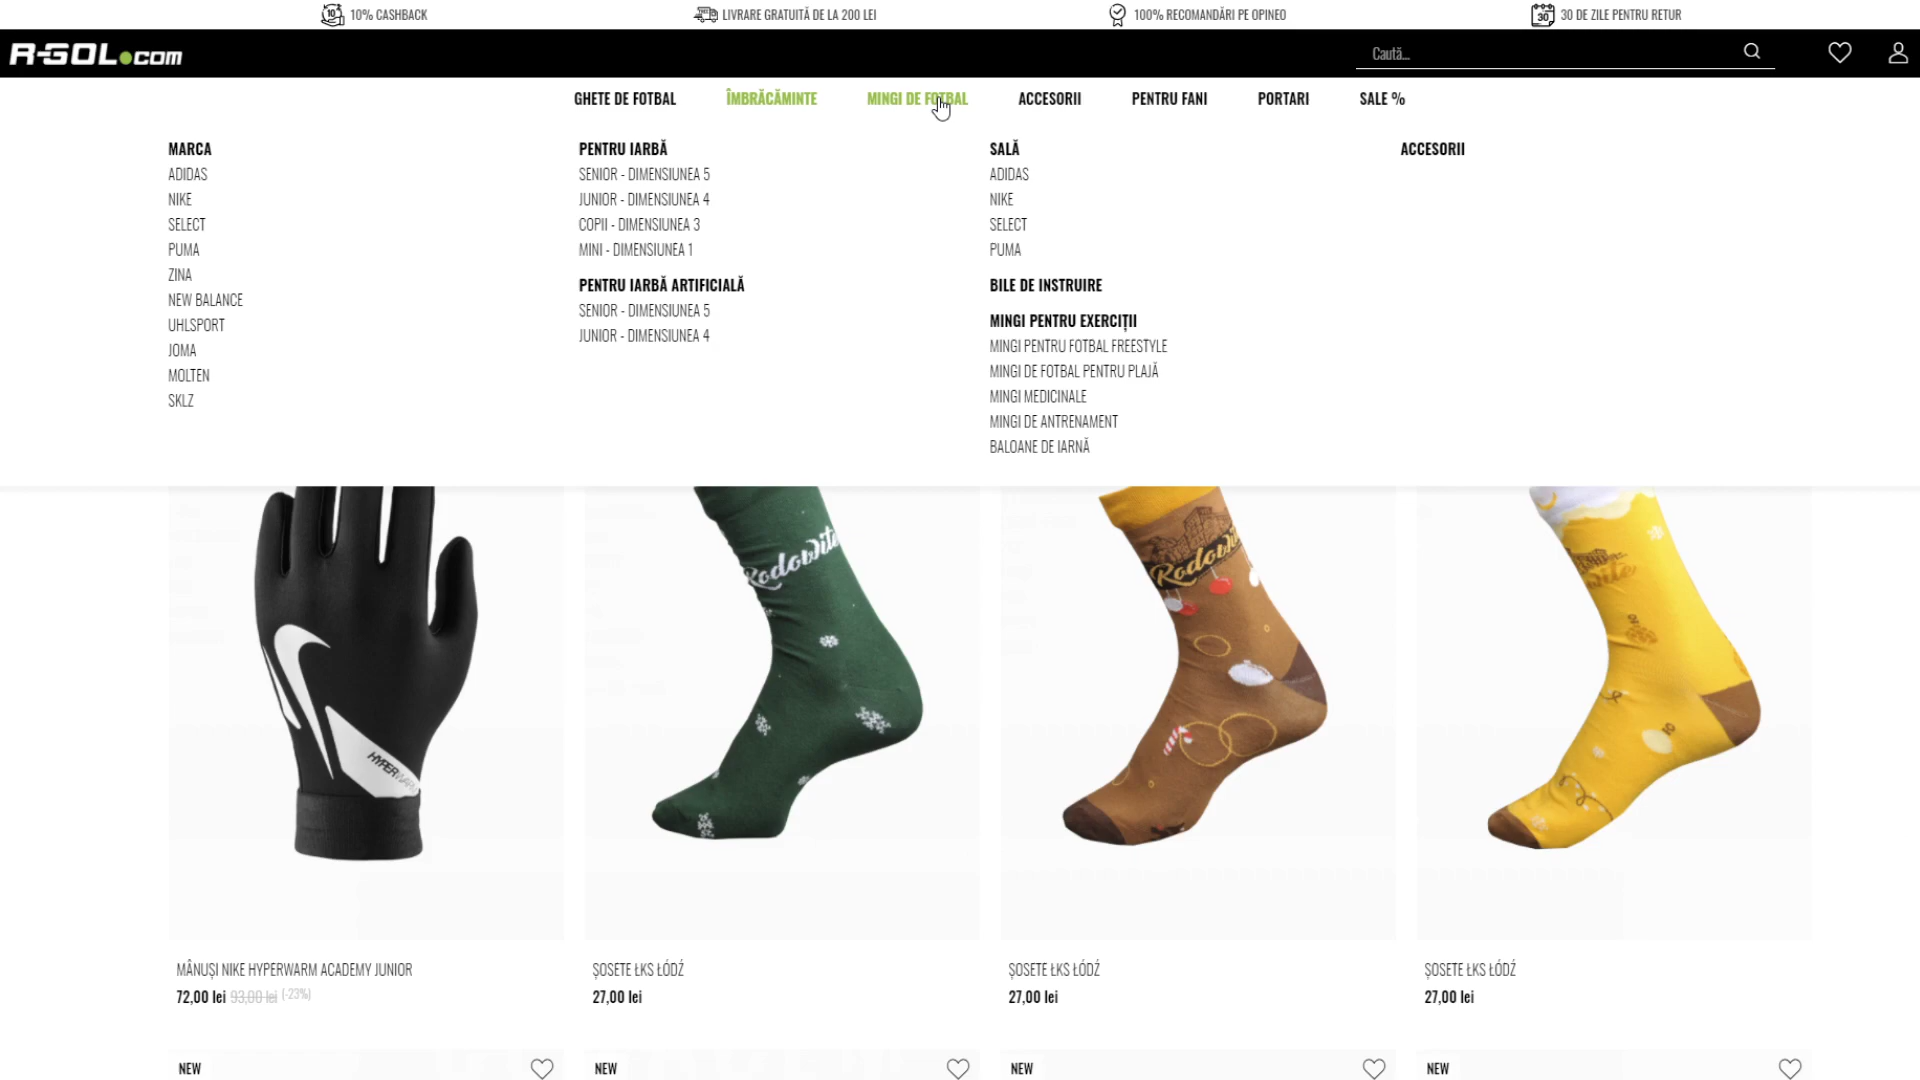 10% CASHBACK
LIVRARE GRATUITĂ DE LA 200 LEI
100% RECOMANDĂRI PE OPINEO
30 DE ZILE PENTRU RETUR
R-GOL.COM
Caută...
GHETE DE FOTBAL
ÎMBRĂCĂMINTE
MINGI DE FOTBAL
ACCESORII
PENTRU FANI
PORTARI
SALE %
MARCA
ADIDAS
NIKE
SELECT
PUMA
ZINA
NEW BALANCE
UHLSPORT
JOMA
MOLTEN
SKLZ
PENTRU IARBĂ
SENIOR - DIMENSIUNEA 5
JUNIOR - DIMENSIUNEA 4
COPII - DIMENSIUNEA 3
MINI - DIMENSIUNEA 1
PENTRU IARBĂ ARTIFICIALĂ
SENIOR - DIMENSIUNEA 5
JUNIOR - DIMENSIUNEA 4
SALĂ
ADIDAS
NIKE
SELECT
PUMA
BILE DE INSTRUIRE
MINGI PENTRU EXERCIȚII
MINGI PENTRU FOTBAL FREESTYLE
MINGI DE FOTBAL PENTRU PLAJĂ
MINGI MEDICINALE
MINGI DE ANTRENAMENT
BALOANE DE IARNĂ
ACCESORII
HYPERWARM
Rodowite
Rodowite
MÂNUȘI NIKE HYPERWARM ACADEMY JUNIOR
72,00 lei 93,00 lei (-23%)
ȘOSETE ŁKS ŁÓDŹ
27,00 lei
ȘOSETE ŁKS ŁÓDŹ
27,00 lei
ȘOSETE ŁKS ŁÓDŹ
27,00 lei
NEW
NEW
NEW
NEW